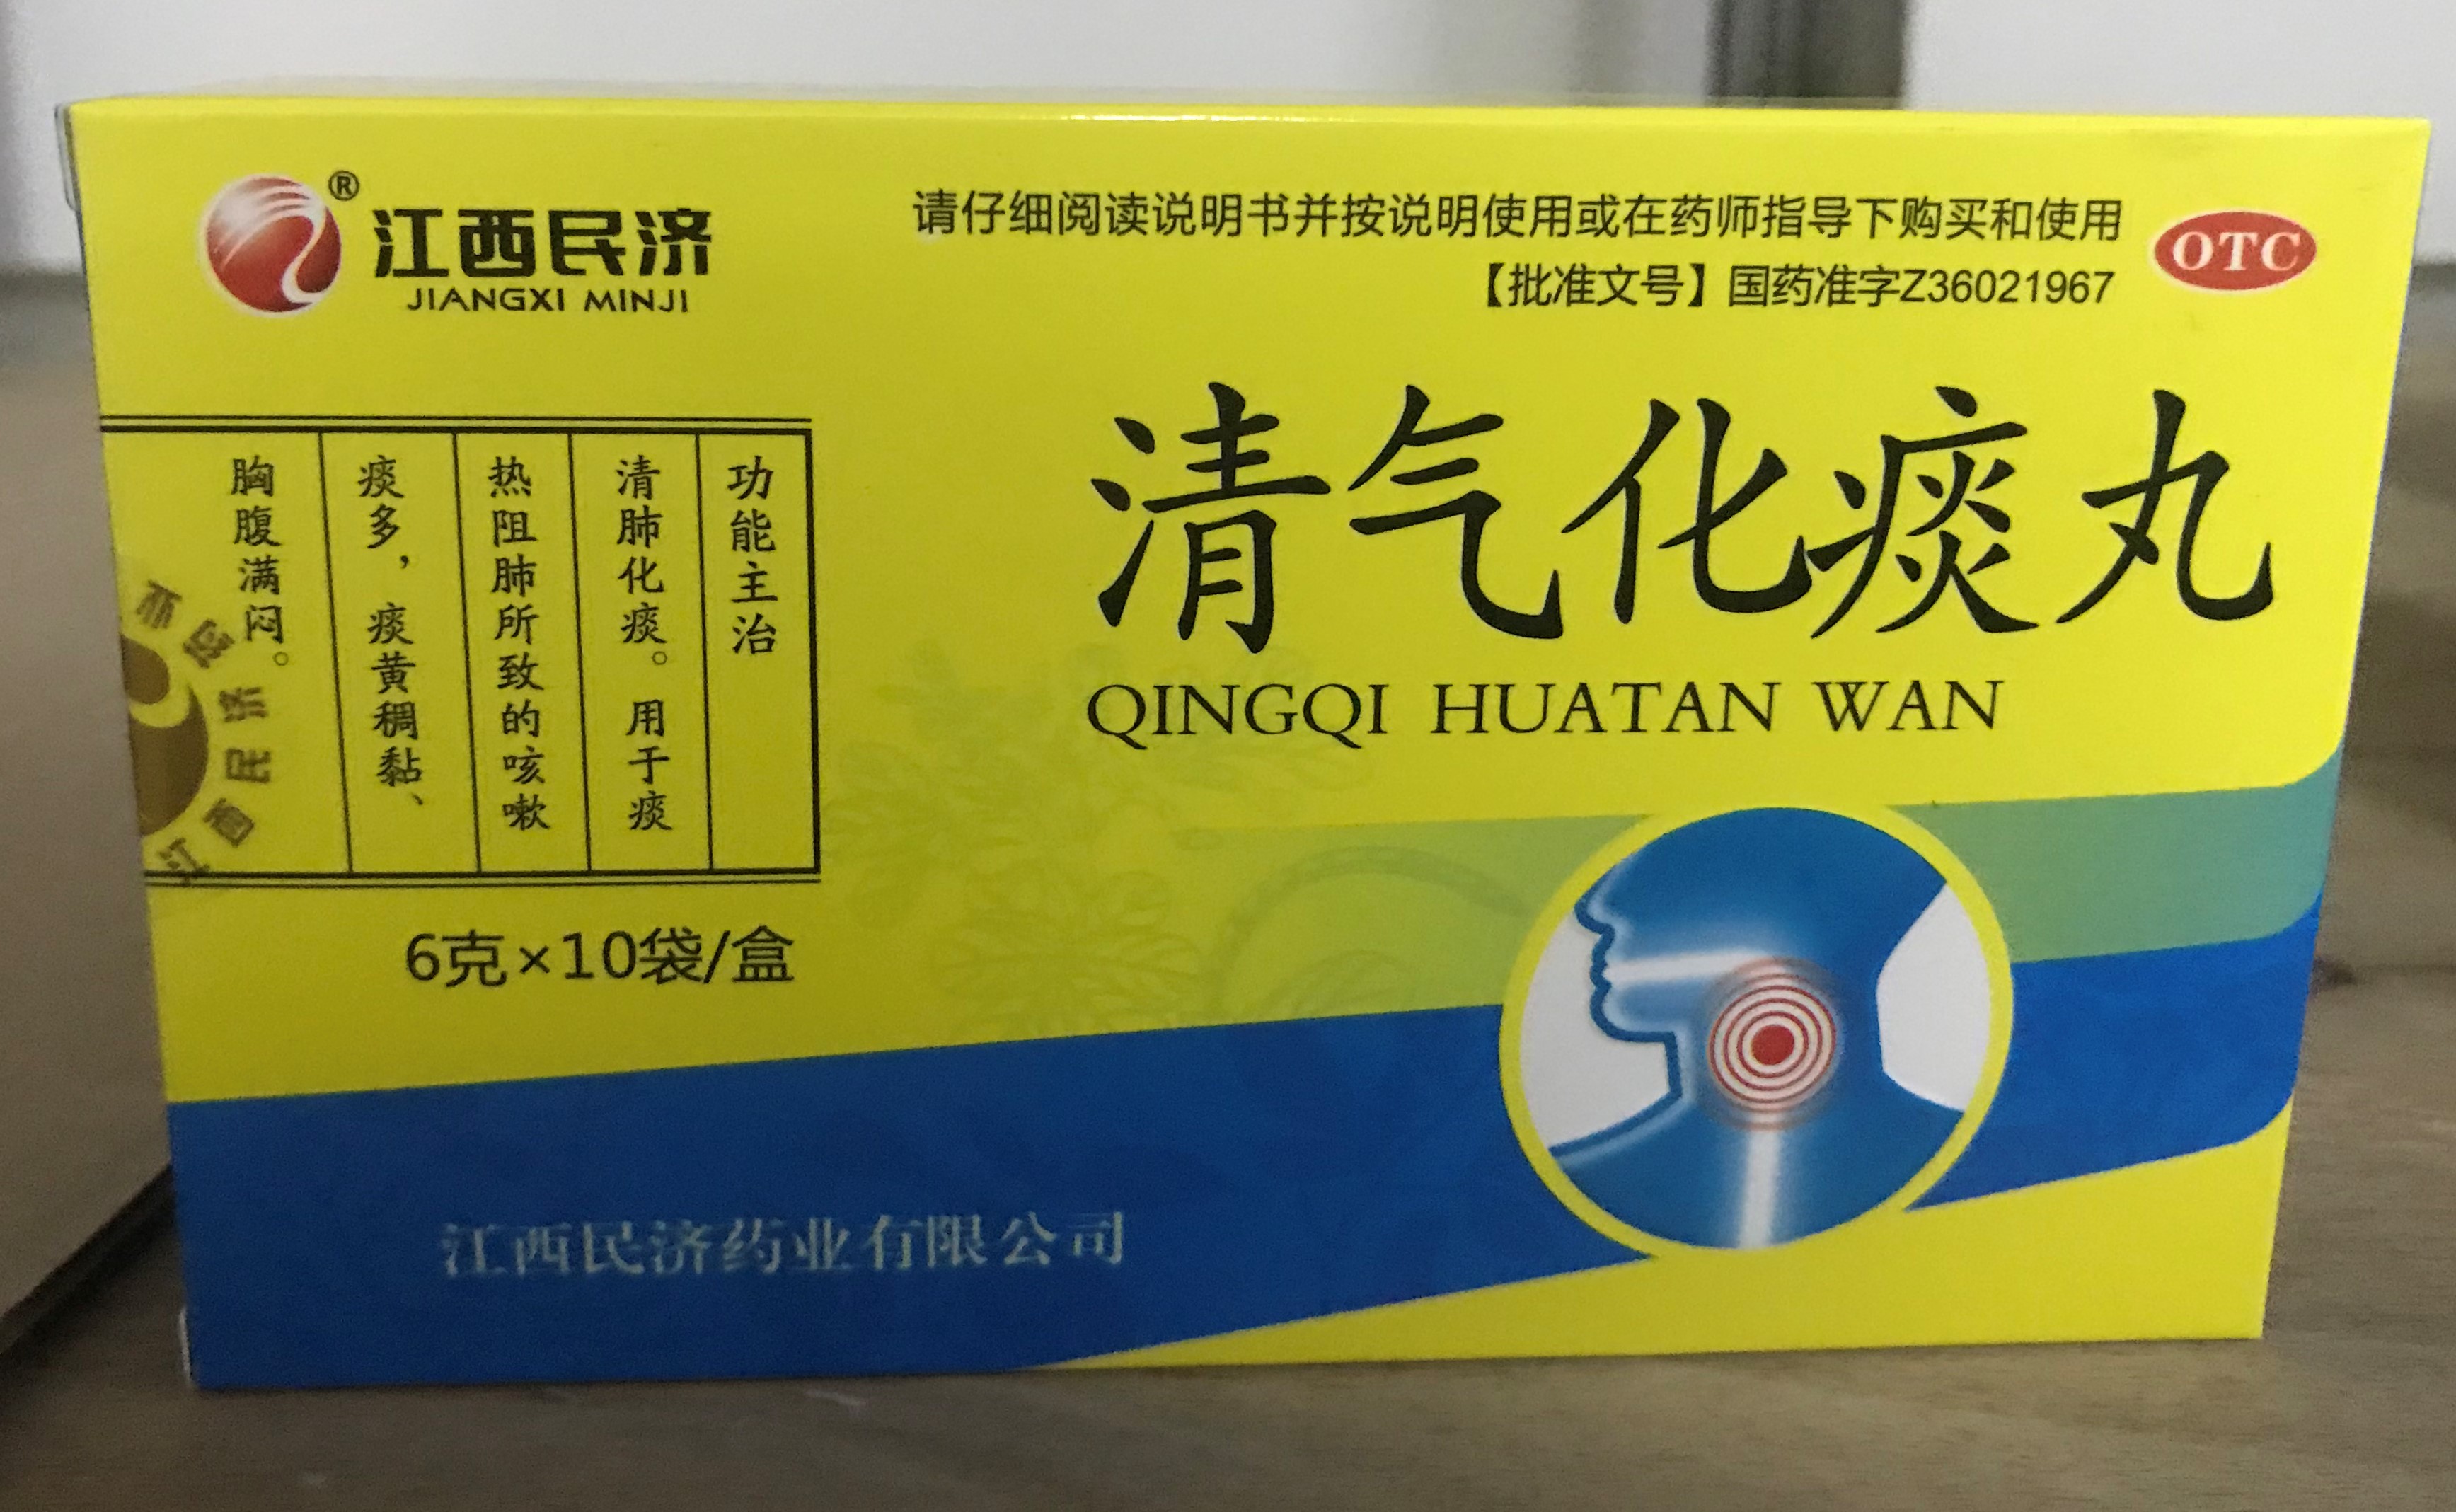 江西民济
JIANGXI MINJI
请仔细阅读说明书并按说明使用或在药师指导下购买和使用
OTC
【批准文号】国药准字Z36021967
清气化痰丸
QINGQI HUATAN WAN
功能主治
清肺化痰。用于痰
热阻肺所致的咳嗽
痰多，痰黄稠黏、
胸腹满闷。
江西民济
6克×10袋/盒
江西民济药业有限公司